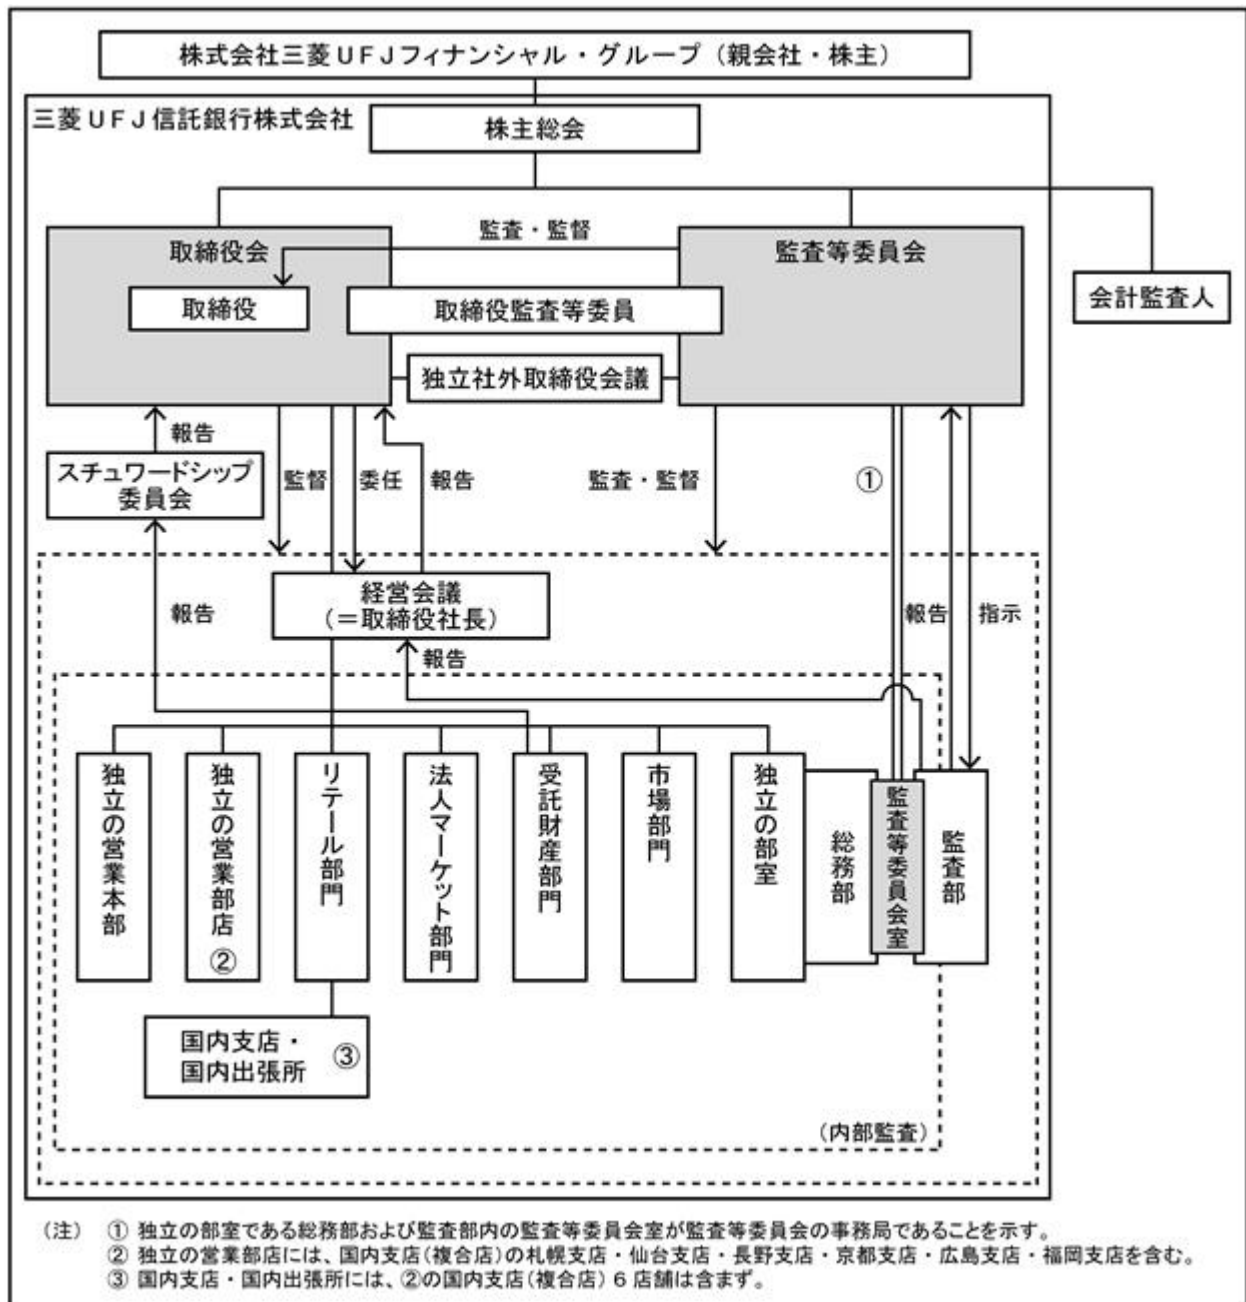 株式会社三菱UFJフィナンシャル・グループ（親会社・株主）
三菱UFJ信託銀行株式会社
株主総会
取締役会
監査・監督
監査等委員会
取締役
取締役監査等委員
会計監査人
独立社外取締役会議
報告
スチュワードシップ
委員会
監督
委任
報告
監査・監督
①
報告
経営会議
（＝取締役社長）
報告
報告
指示
独立の営業本部
独立の営業部店②
リテール部門
法人マーケット部門
受託財産部門
市場部門
独立の部室
総務部
監査等委員会室
監査部
国内支店・
国内出張所
③
（内部監査）
（注） ① 独立の部室である総務部および監査部内の監査等委員会室が監査等委員会の事務局であることを示す。
② 独立の営業部店には、国内支店（複合店）の札幌支店・仙台支店・長野支店・京都支店・広島支店・福岡支店を含む。
③ 国内支店・国内出張所には、②の国内支店（複合店）６店舗は含まず。